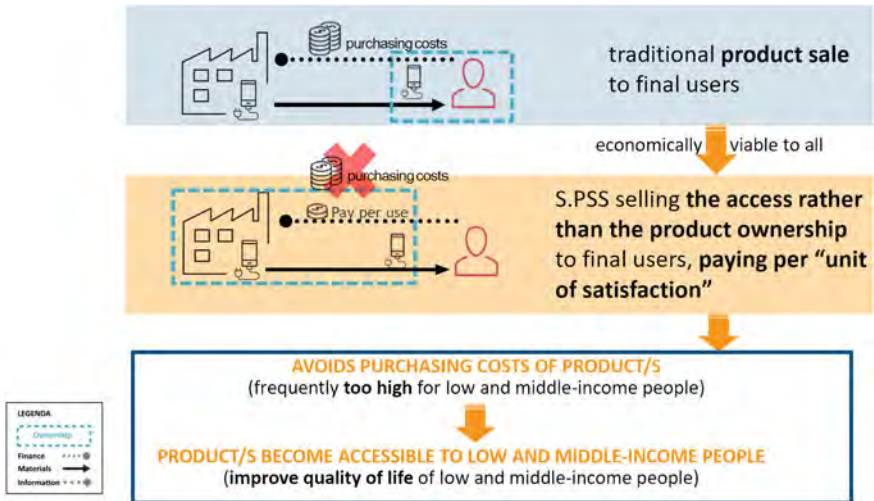 purchasing costs
traditional product sale
to final users
economically viable to all
purchasing costs
Pay per use
S.PSS selling the access rather
than the product ownership
to final users, paying per “unit
of satisfaction”
AVOIDS PURCHASING COSTS OF PRODUCT/S
(frequently too high for low and middle-income people)
PRODUCT/S BECOME ACCESSIBLE TO LOW AND MIDDLE-INCOME PEOPLE
(improve quality of life of low and middle-income people)
LEGENDA
Ownership
Finance
Materials
Information